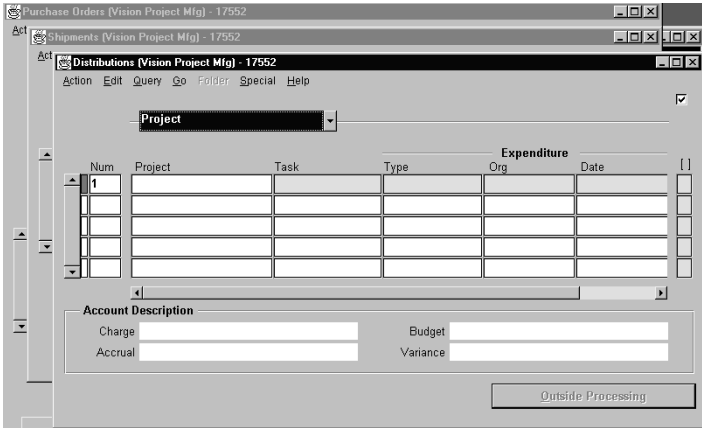 Purchase Orders (Vision Project Mfg) - 17552
Act
Shipments (Vision Project Mfg) - 17552
Act
Distributions (Vision Project Mfg) - 17552
Action Edit Query Go Folder Special Help
Project
Expenditure
Num Project Task Type Org Date [ ]
1
Account Description
Charge Budget
Accrual Variance
Outside Processing